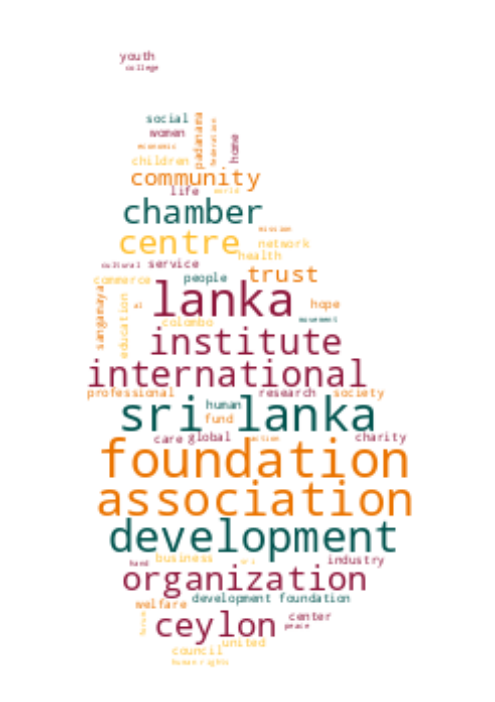 youth
college
social
women
economic
padanama
federation
home
children
community
life
world
chamber
mission
centre
network
health
cultural service
people
trust
commerce
sangamaya
education
al
lanka
hope
colombo
movement
institute
international
professional
research
society
human
sri lanka
fund
care global
action
charity
foundation
association
development
hand
business
sri
industry
organization
development foundation
welfare
forum
ceylon
center
peace
united
council
human rights